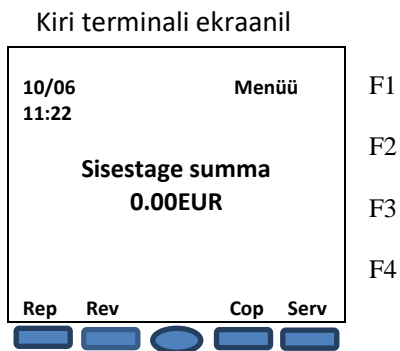 Kiri terminali ekraanil
10/06 Menüü F1
11:22
F2
Sisestage summa
0.00EUR F3
F4
Rep Rev Cop Serv